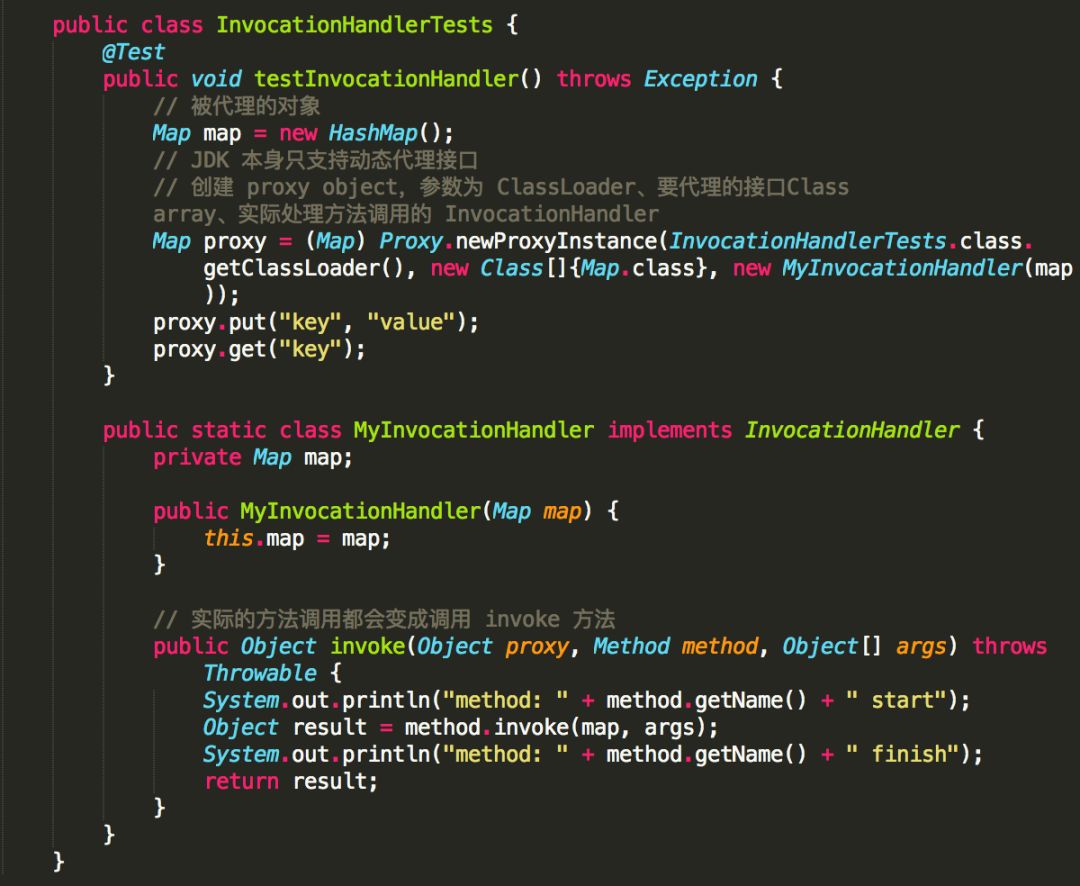 public class InvocationHandlerTests {
@Test
public void testInvocationHandler() throws Exception {
// 被代理的对象
Map map = new HashMap();
// JDK 本身只支持动态代理接口
// 创建 proxy object，参数为 ClassLoader、要代理的接口Class
array、实际处理方法调用的 InvocationHandler
Map proxy = (Map) Proxy.newProxyInstance(InvocationHandlerTests.class.
getClassLoader(), new Class[]{Map.class}, new MyInvocationHandler(map
));
proxy.put("key", "value");
proxy.get("key");
}
public static class MyInvocationHandler implements InvocationHandler {
private Map map;
public MyInvocationHandler(Map map) {
this.map = map;
}
// 实际的方法调用都会变成调用 invoke 方法
public Object invoke(Object proxy, Method method, Object[] args) throws
Throwable {
System.out.println("method: " + method.getName() + " start");
Object result = method.invoke(map, args);
System.out.println("method: " + method.getName() + " finish");
return result;
}
}
}